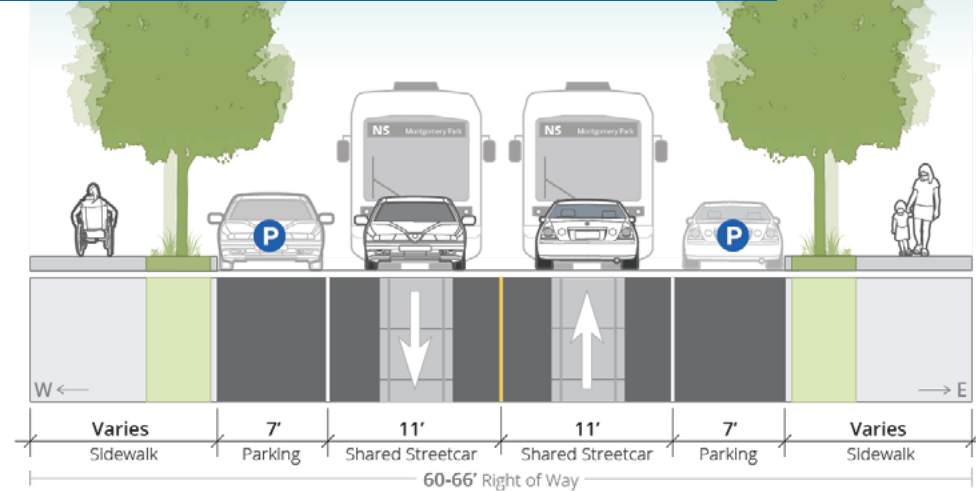 NS Montgomery Park
NS Montgomery Park
P
P
W
E
Varies
7'
11'
11'
7'
Varies
Sidewalk
Parking
Shared Streetcar
Shared Streetcar
Parking
Sidewalk
60-66' Right of Way